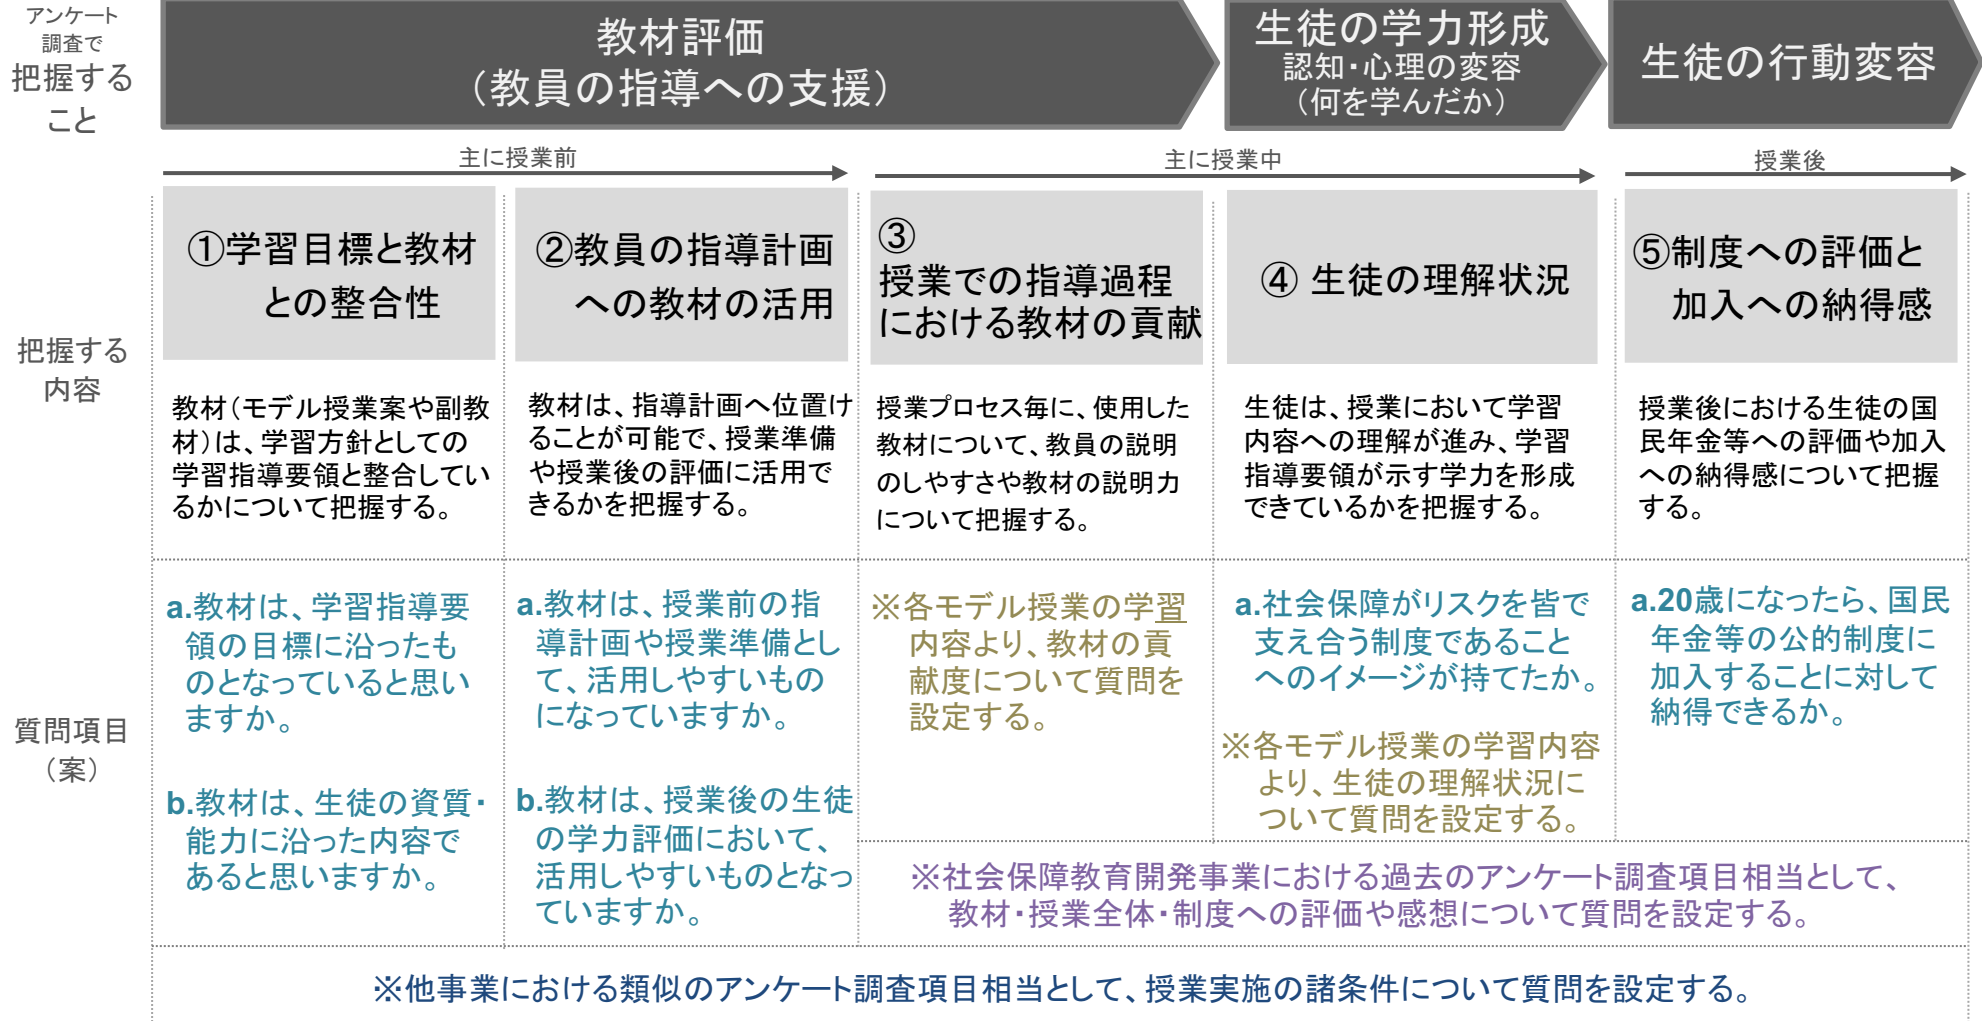 アンケート
調査で
把握する
こと
教材評価
（教員の指導への支援）
生徒の学力形成
認知・心理の変容
（何を学んだか）
生徒の行動変容
主に授業前
主に授業中
授業後
把握する
内容
①学習目標と教材
との整合性
②教員の指導計画
への教材の活用
③
授業での指導過程
における教材の貢献
④ 生徒の理解状況
⑤制度への評価と
加入への納得感
教材（モデル授業案や副教
材）は、学習方針としての
学習指導要領と整合してい
るかについて把握する。
教材は、指導計画へ位置け
ることが可能で、授業準備
や授業後の評価に活用で
きるかを把握する。
授業プロセス毎に、使用した
教材について、教員の説明
のしやすさや教材の説明力
について把握する。
生徒は、授業において学習
内容への理解が進み、学習
指導要領が示す学力を形成
できているかを把握する。
授業後における生徒の国
民年金等への評価や加入
への納得感について把握
する。
質問項目
（案）
a.教材は、学習指導要
領の目標に沿ったも
のとなっていると思い
ますか。
b.教材は、生徒の資質・
能力に沿った内容で
あると思いますか。
a.教材は、授業前の指
導計画や授業準備とし
て、活用しやすいもの
になっていますか。
b.教材は、授業後の生徒
の学力評価において、
活用しやすいものとなっ
ていますか。
※各モデル授業の学習
内容より、教材の貢
献度について質問を
設定する。
a.社会保障がリスクを皆で
支え合う制度であること
へのイメージが持てたか。
※各モデル授業の学習内容
より、生徒の理解状況に
ついて質問を設定する。
a.20歳になったら、国民
年金等の公的制度に
加入することに対して
納得できるか。
※社会保障教育開発事業における過去のアンケート調査項目相当として、
教材・授業全体・制度への評価や感想について質問を設定する。
※他事業における類似のアンケート調査項目相当として、授業実施の諸条件について質問を設定する。